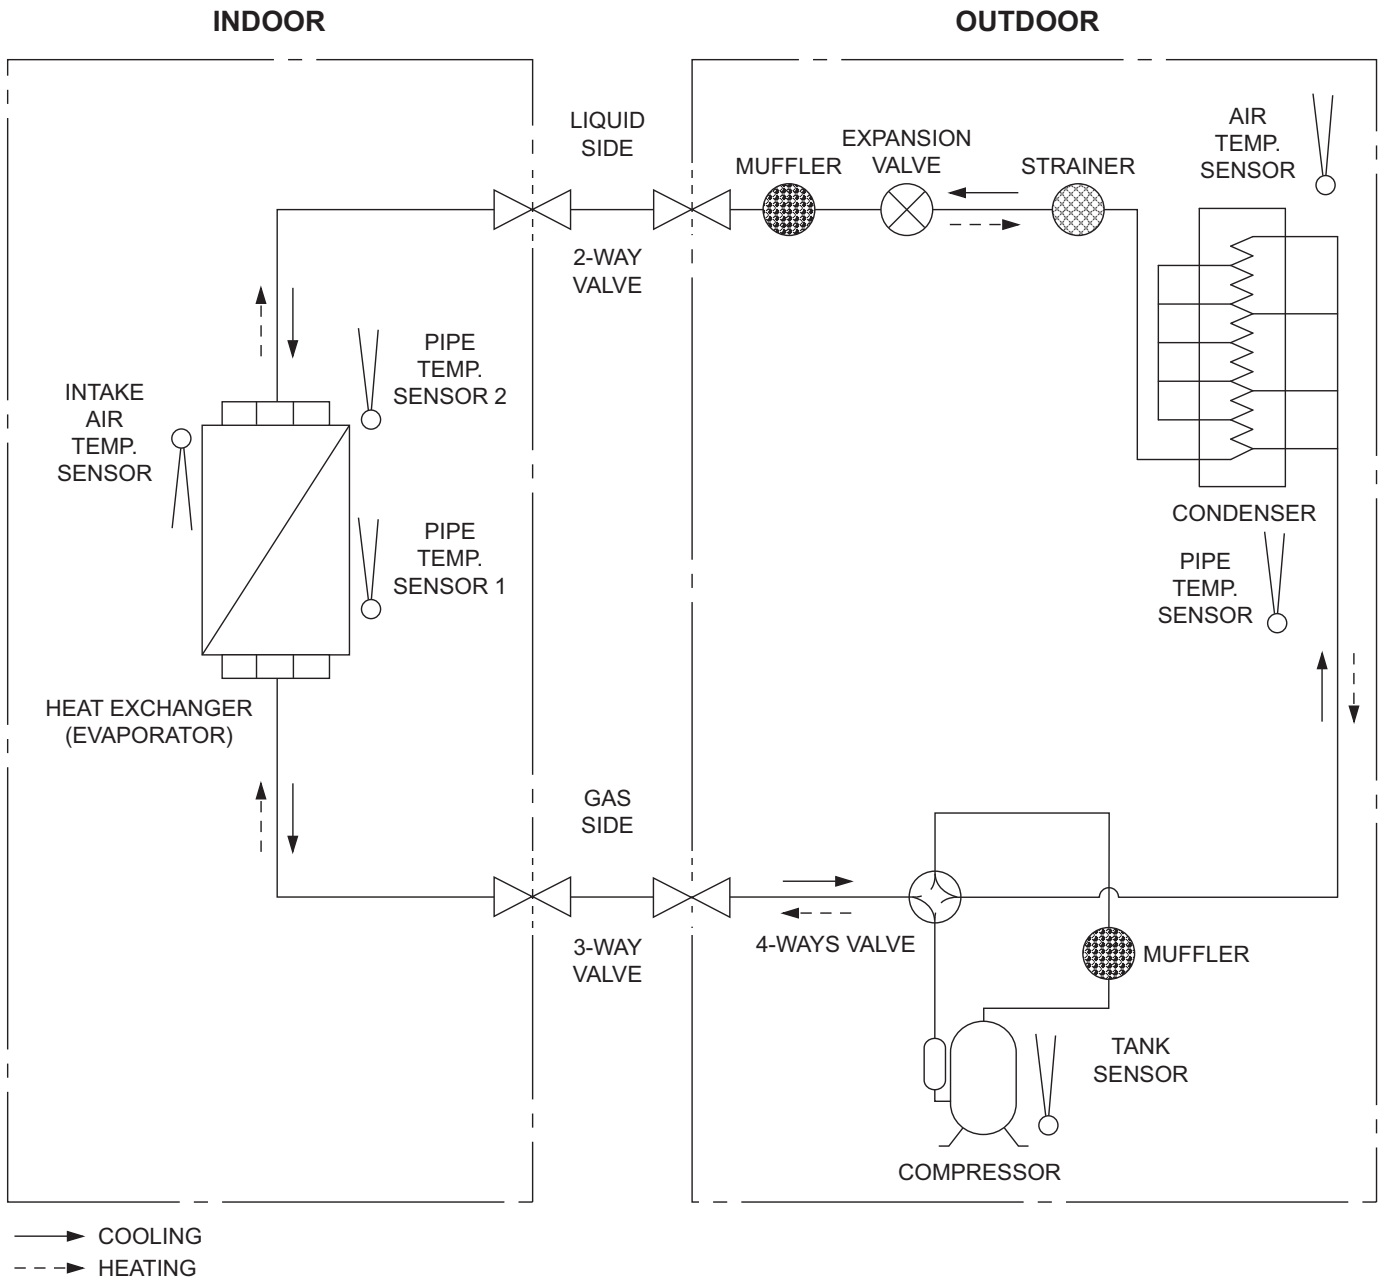 INDOOR
OUTDOOR
LIQUID
SIDE
MUFFLER
EXPANSION
VALVE
STRAINER
AIR
TEMP.
SENSOR
2-WAY
VALVE
PIPE
TEMP.
SENSOR 2
INTAKE
AIR
TEMP.
SENSOR
PIPE
TEMP.
SENSOR 1
CONDENSER
PIPE
TEMP.
SENSOR
HEAT EXCHANGER
(EVAPORATOR)
GAS
SIDE
3-WAY
VALVE
4-WAYS VALVE
MUFFLER
TANK
SENSOR
COMPRESSOR
COOLING
HEATING